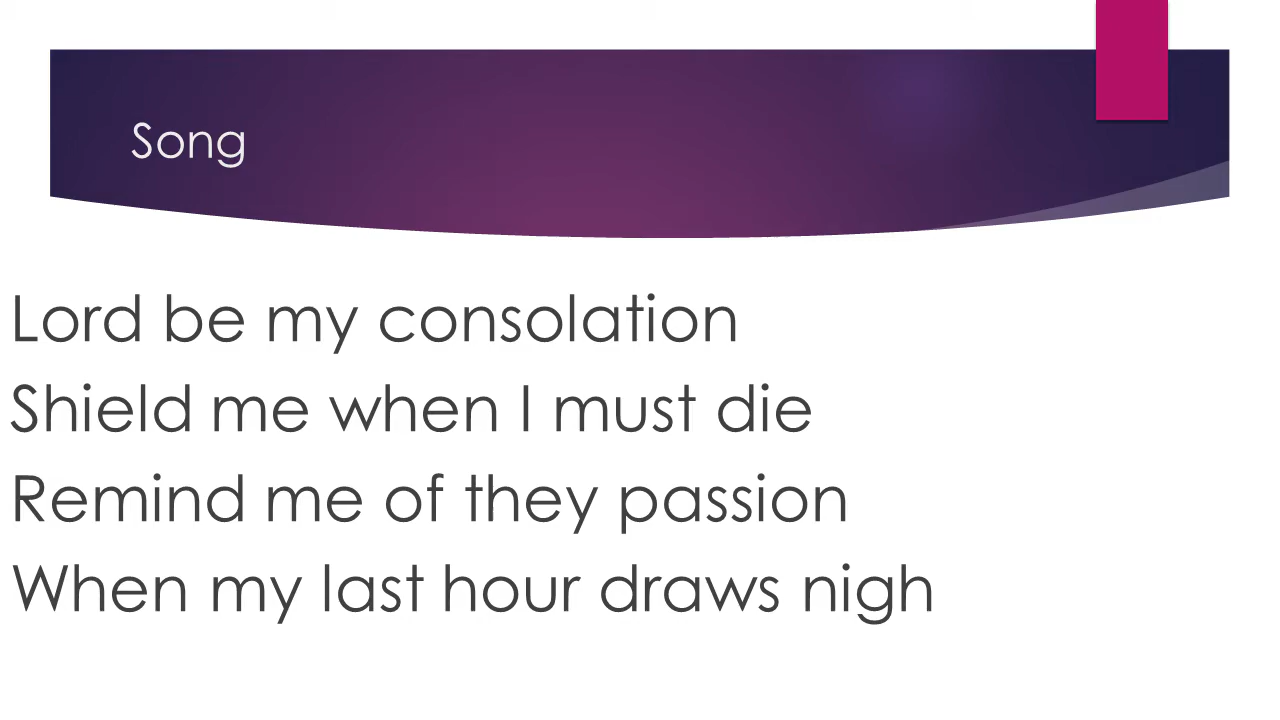 Song
Lord be my consolation
Shield me when I must die
Remind me of they passion
When my last hour draws nigh